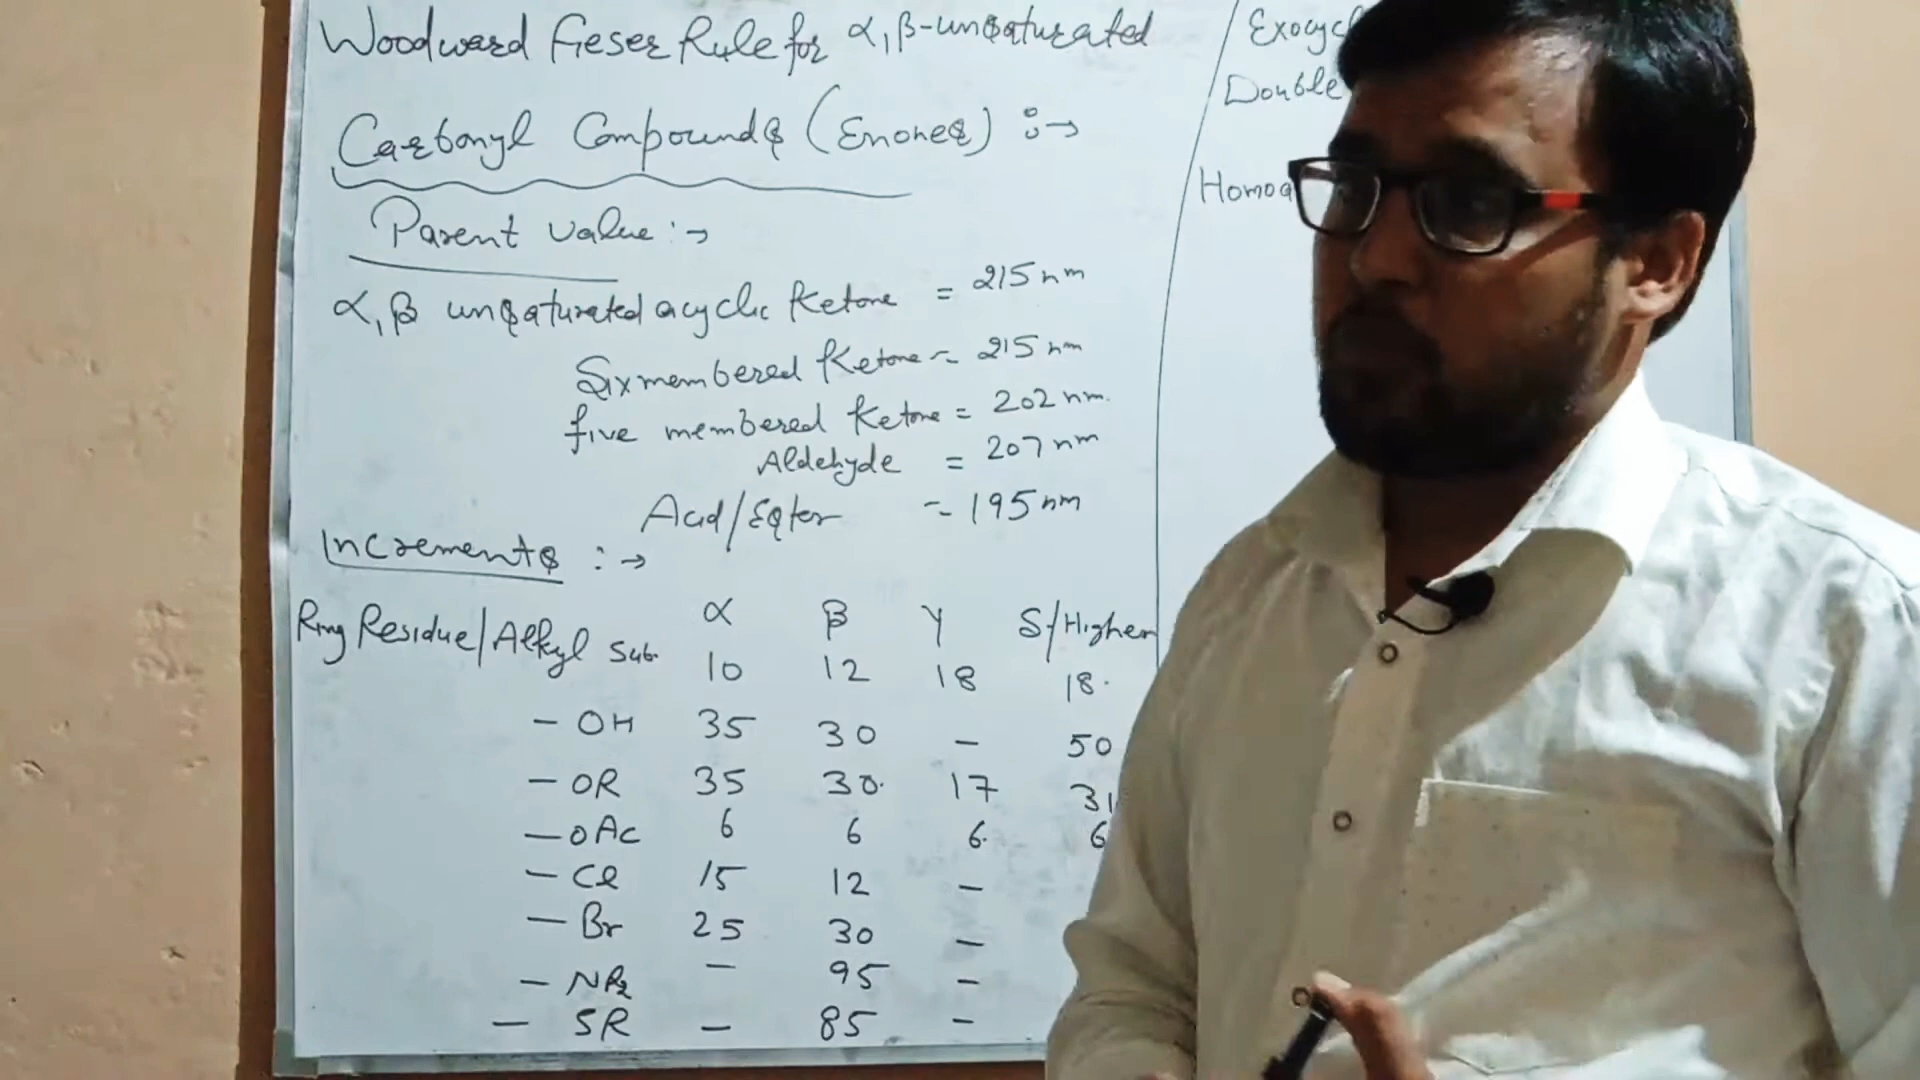 Woodward Fieser Rule for α,β-unsaturated
Carbonyl Compounds (Enones) :→
Parent value :→
α,β unsaturated acyclic Ketone = 215 nm
Six membered Ketone = 215 nm
five membered Ketone = 202 nm.
Aldehyde = 207 nm
Acid/Ester = 195 nm
Increments :→
α β γ δ/Higher
Ring Residue/Alkyl Sub. 10 12 18 18.
- OH 35 30 - 50
- OR 35 30. 17 31
- OAc 6 6 6. 6
- Cl 15 12 -
- Br 25 30 -
- NR2 - 95 -
- SR - 85 -
Double